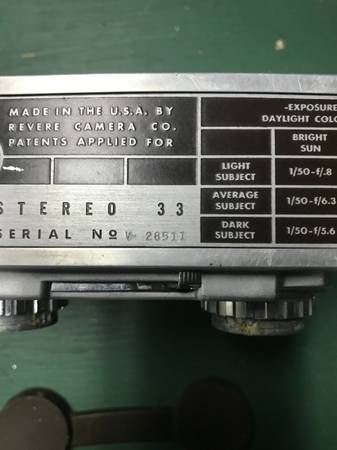 MADE IN THE U.S.A. BY
REVERE CAMERA CO.
PATENTS APPLIED FOR
STEREO 33
SERIAL No V- 28511
-EXPOSURE
DAYLIGHT COLO
BRIGHT
SUN
LIGHT
SUBJECT
1/50-f/.8
AVERAGE
SUBJECT
1/50-f/6.3
DARK
SUBJECT
1/50-f/5.6